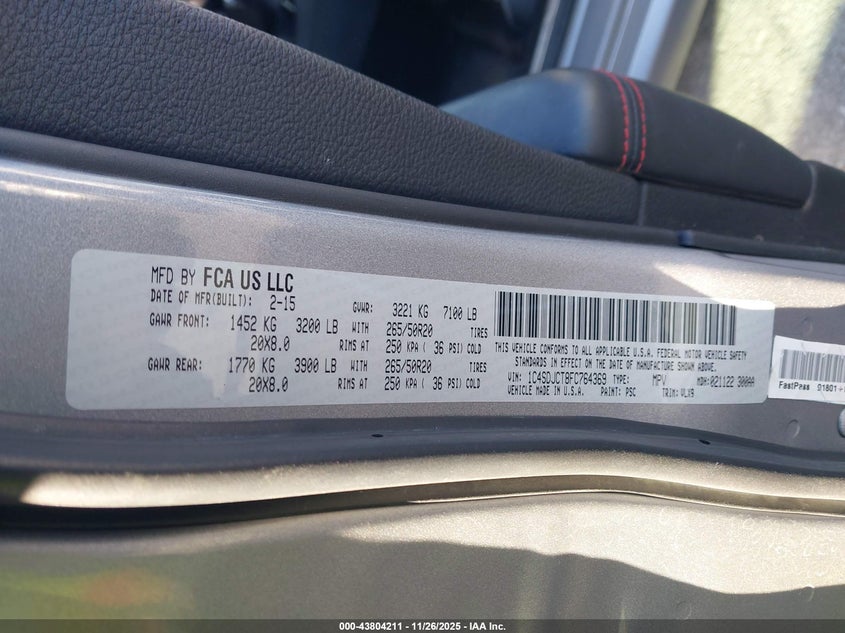 MFD BY FCA US LLC
DATE OF MFR(BUILT): 2-15 GVWR: 3221 KG 7100 LB
GAWR FRONT: 1452 KG 3200 LB WITH 265/50R20 TIRES
20X8.0 RIMS AT 250 KPA ( 36 PSI) COLD
GAWR REAR: 1770 KG 3900 LB WITH 265/50R20 TIRES
20X8.0 RIMS AT 250 KPA ( 36 PSI) COLD
THIS VEHICLE CONFORMS TO ALL APPLICABLE U.S.A. FEDERAL MOTOR VEHICLE SAFETY
STANDARDS IN EFFECT ON THE DATE OF MANUFACTURE SHOWN ABOVE.
VIN: 1C4SDJCT8FC764369 TYPE: MPV MDH: 021122 300AA
VEHICLE MADE IN U.S.A. PAINT: PSC TRIM: VLX9
FastPass
000-43804211 - 11/26/2025 - IAA Inc.